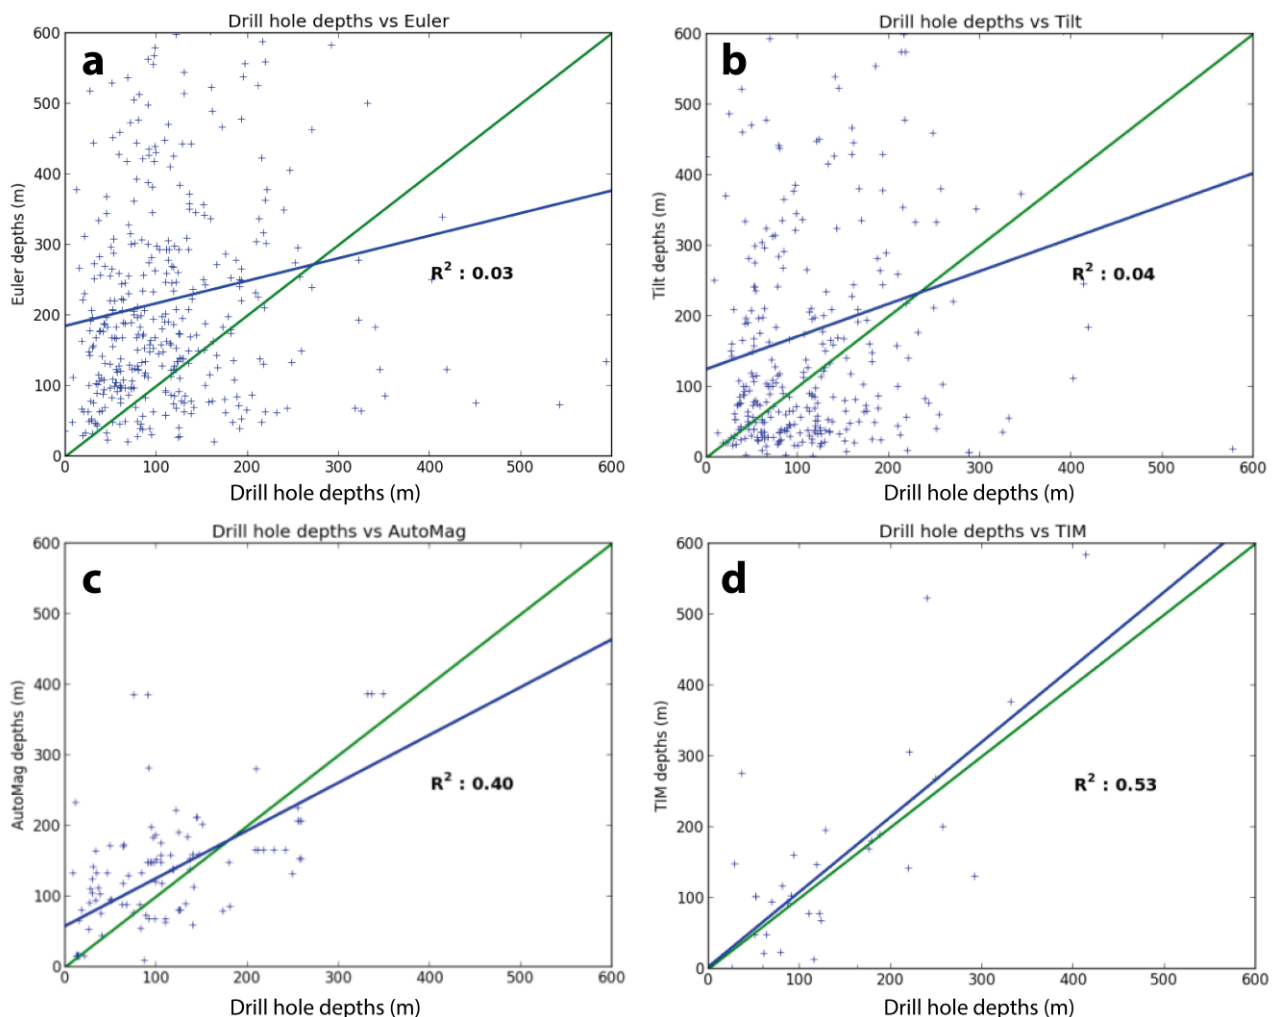 Drill hole depths vs Euler
a
600
500
400
300
200
100
0
Euler depths (m)
R² : 0.03
0 100 200 300 400 500 600
Drill hole depths (m)
Drill hole depths vs Tilt
b
600
500
400
300
200
100
0
Tilt depths (m)
R² : 0.04
0 100 200 300 400 500 600
Drill hole depths (m)
Drill hole depths vs AutoMag
c
600
500
400
300
200
100
0
AutoMag depths (m)
R² : 0.40
0 100 200 300 400 500 600
Drill hole depths (m)
Drill hole depths vs TIM
d
600
500
400
300
200
100
0
TIM depths (m)
R² : 0.53
0 100 200 300 400 500 600
Drill hole depths (m)